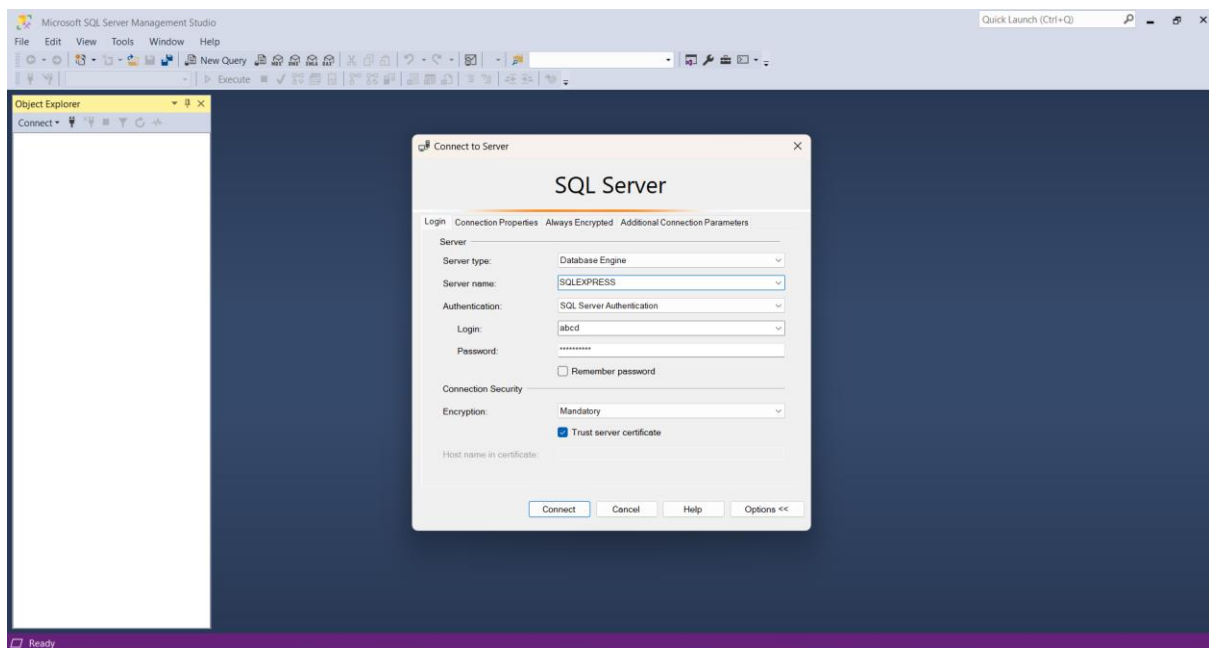 Microsoft SQL Server Management Studio
Quick Launch (Ctrl+Q)
File Edit View Tools Window Help
New Query
Execute
Object Explorer
Connect
Connect to Server
SQL Server
Login Connection Properties Always Encrypted Additional Connection Parameters
Server
Server type: Database Engine
Server name: SQLEXPRESS
Authentication: SQL Server Authentication
Login: abcd
Password: **********
Remember password
Connection Security
Encryption: Mandatory
Trust server certificate
Host name in certificate:
Connect Cancel Help Options <<
Ready